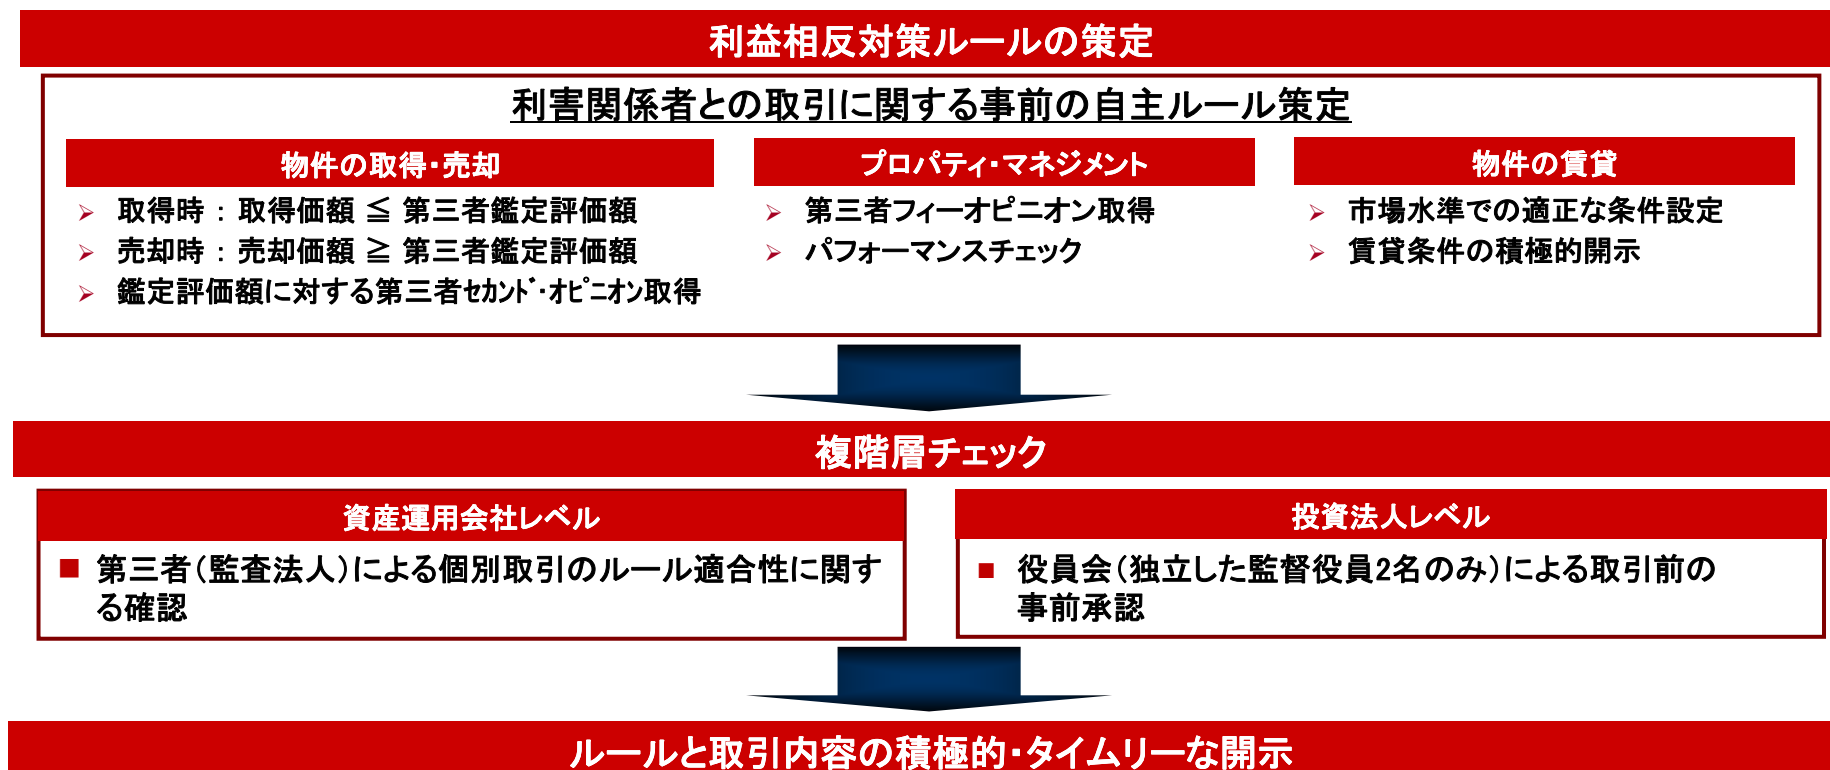 利益相反対策ルールの策定
利害関係者との取引に関する事前の自主ルール策定
物件の取得・売却
➢ 取得時 : 取得価額 ≦ 第三者鑑定評価額
➢ 売却時 : 売却価額 ≧ 第三者鑑定評価額
➢ 鑑定評価額に対する第三者ｾｶﾝﾄﾞ・ｵﾋﾟﾆｵﾝ取得
プロパティ・マネジメント
➢ 第三者フィーオピニオン取得
➢ パフォーマンスチェック
物件の賃貸
➢ 市場水準での適正な条件設定
➢ 賃貸条件の積極的開示
複階層チェック
資産運用会社レベル
■ 第三者（監査法人）による個別取引のルール適合性に関す
る確認
投資法人レベル
■ 役員会（独立した監督役員2名のみ）による取引前の
事前承認
ルールと取引内容の積極的・タイムリーな開示